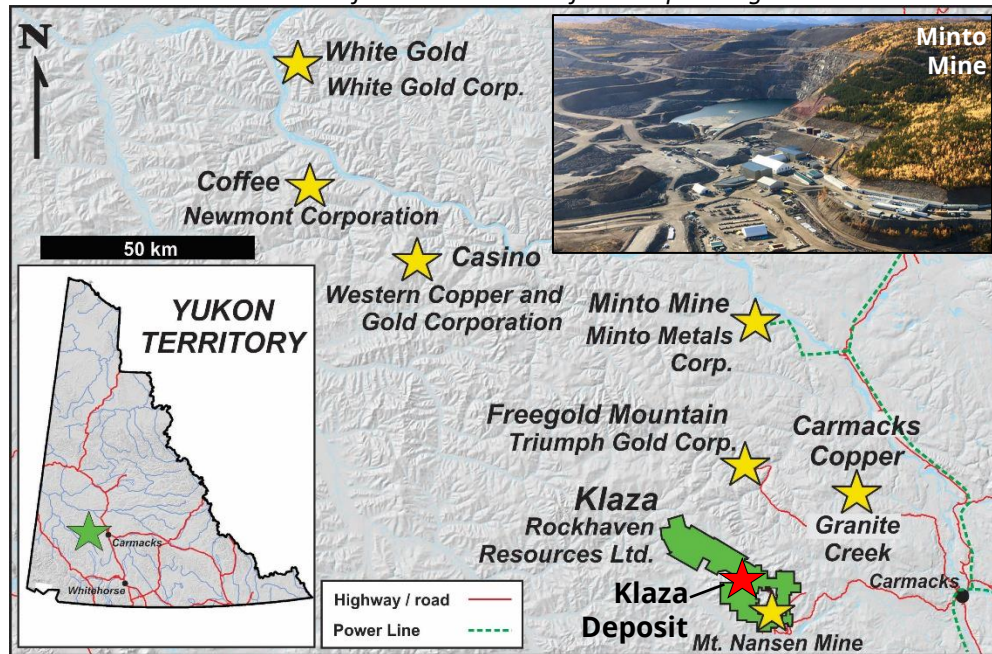 N
White Gold
White Gold Corp.
Minto
Mine
Coffee
Newmont Corporation
50 km
Casino
Western Copper and
Gold Corporation
Minto Mine
Minto Metals
Corp.
YUKON
TERRITORY
Carmacks
Whitehorse
Freegold Mountain
Triumph Gold Corp.
Carmacks
Copper
Granite
Creek
Klaza
Rockhaven
Resources Ltd.
Klaza
Deposit
Mt. Nansen Mine
Carmacks
Highway / road
Power Line